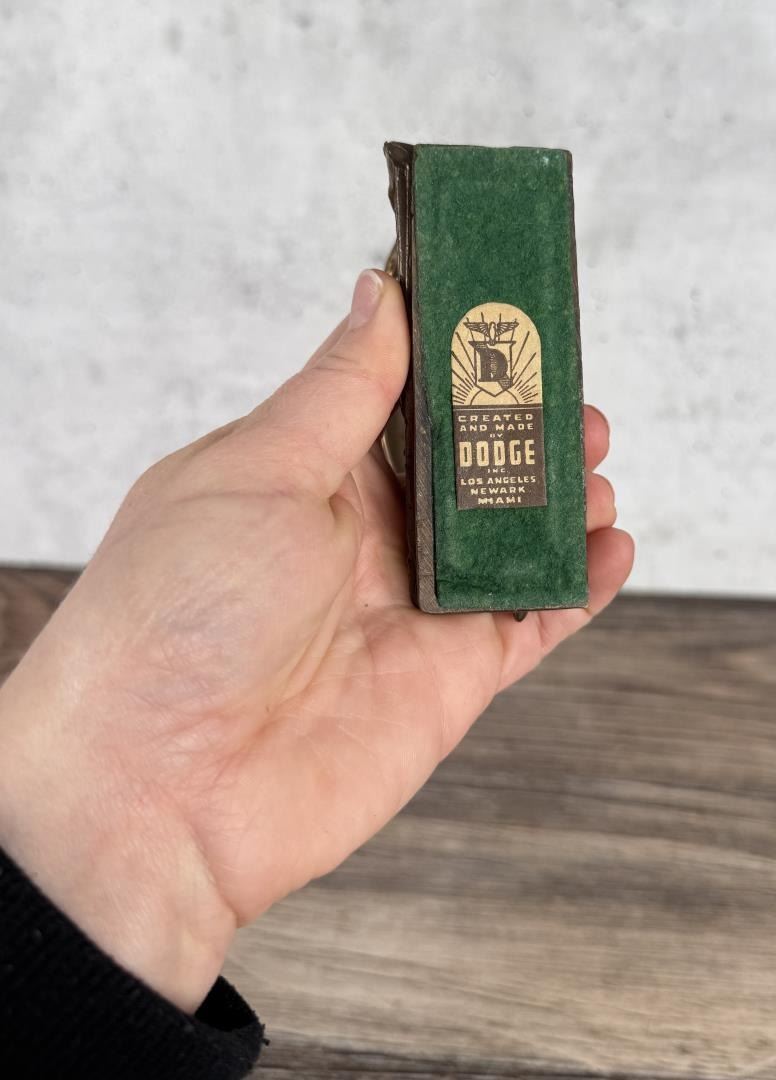 D
CREATED
AND MADE
BY
DODGE
INC.
LOS ANGELES
NEWARK
MIAMI